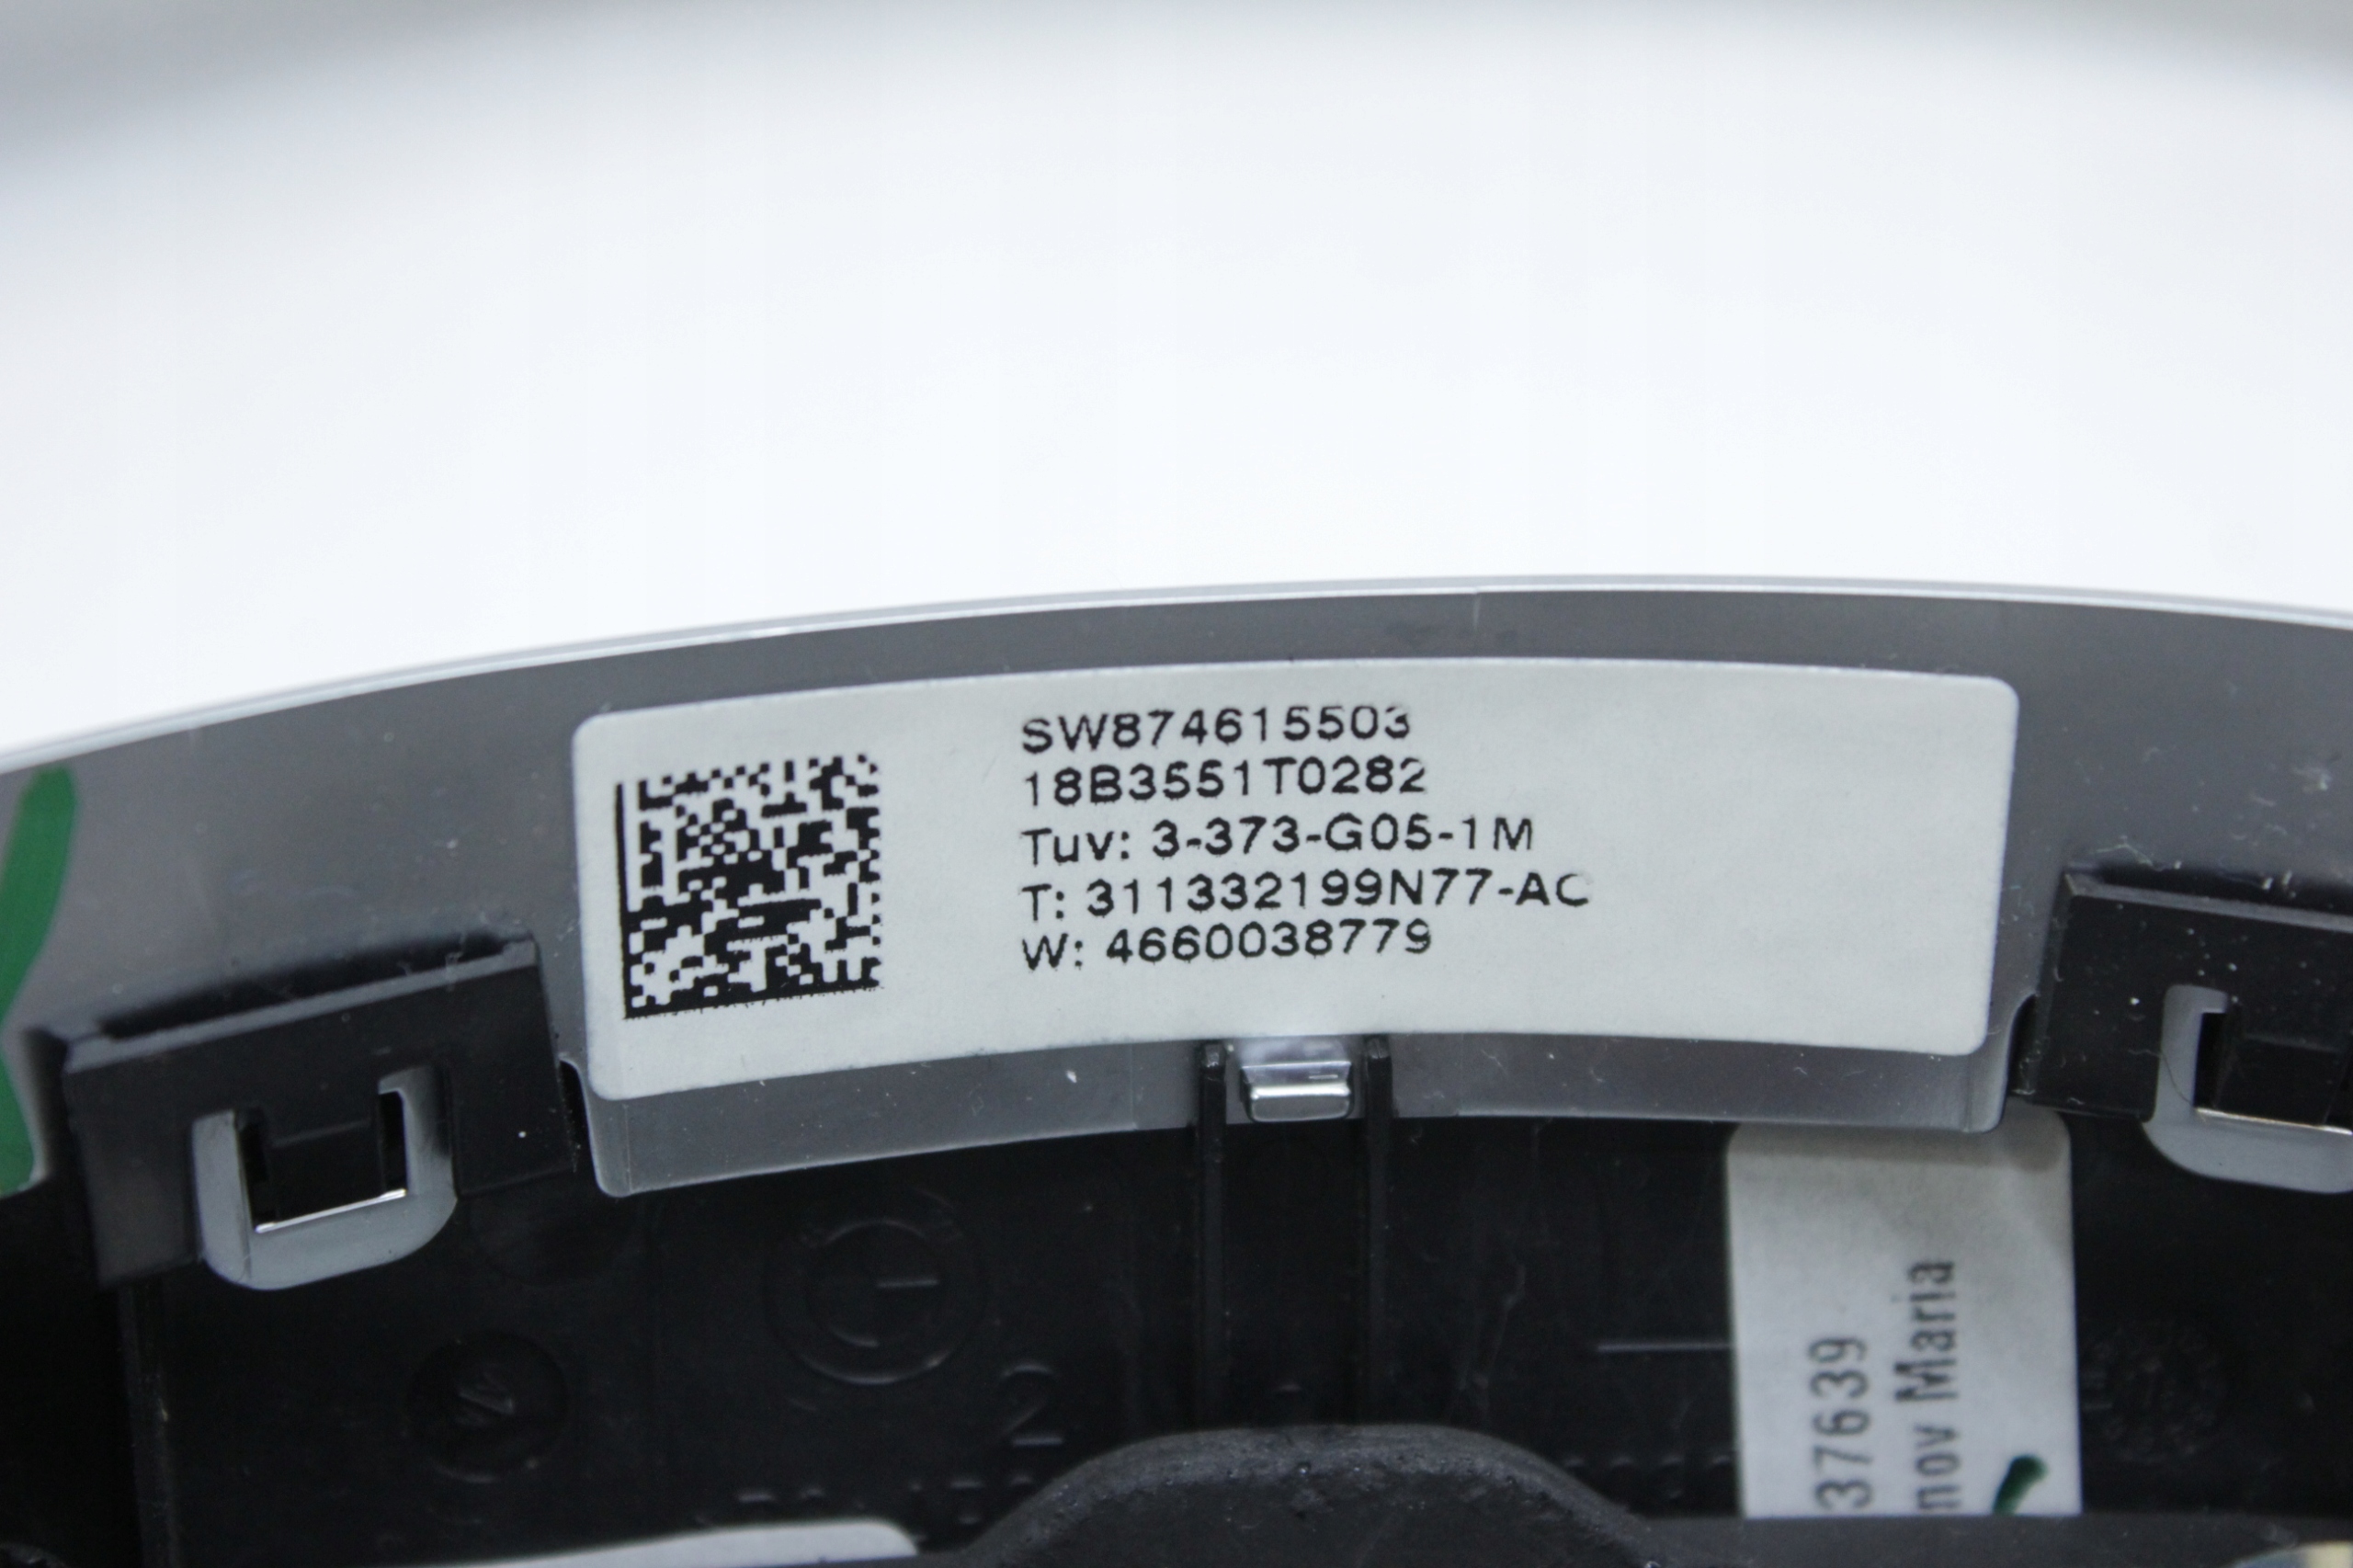 SW874615503
18B3551T0282
Tuv: 3-373-G05-1M
T: 311332199N77-AC
W: 4660038779
37639
nov Maria